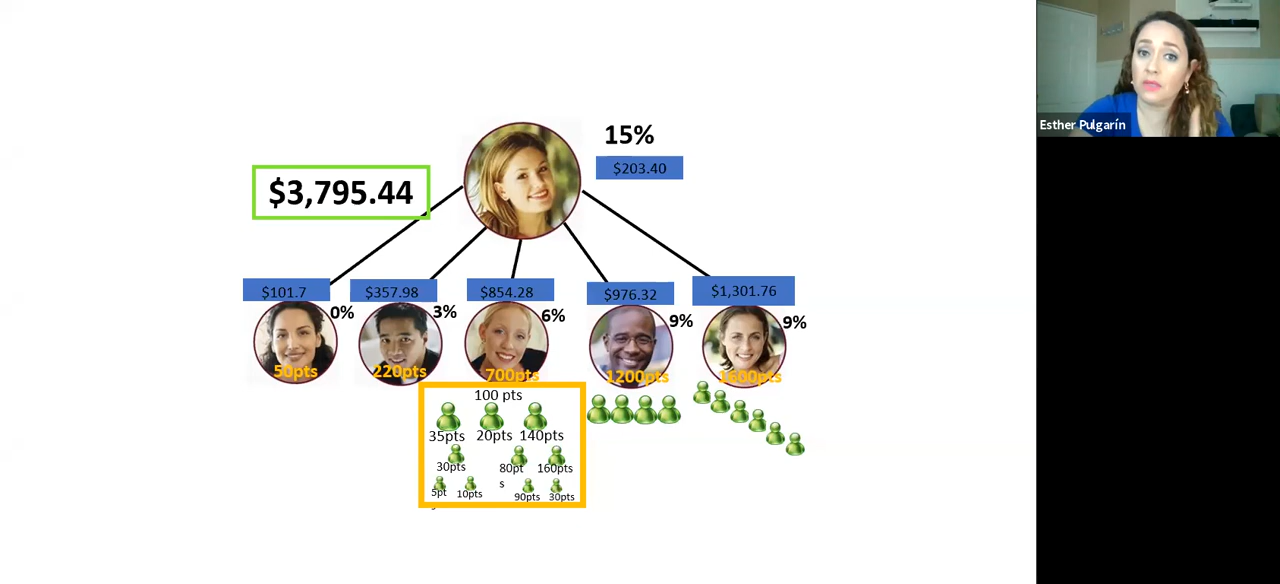 15%
$203.40
$3,795.44
$101.7
$357.98
$854.28
$976.32
$1,301.76
0%
3%
6%
9%
9%
50pts
220pts
700pts
1200pts
1600pts
100 pts
35pts
20pts
140pts
30pts
80pt
s
160pts
5pt
10pts
90pts
30pts
Esther Pulgarín